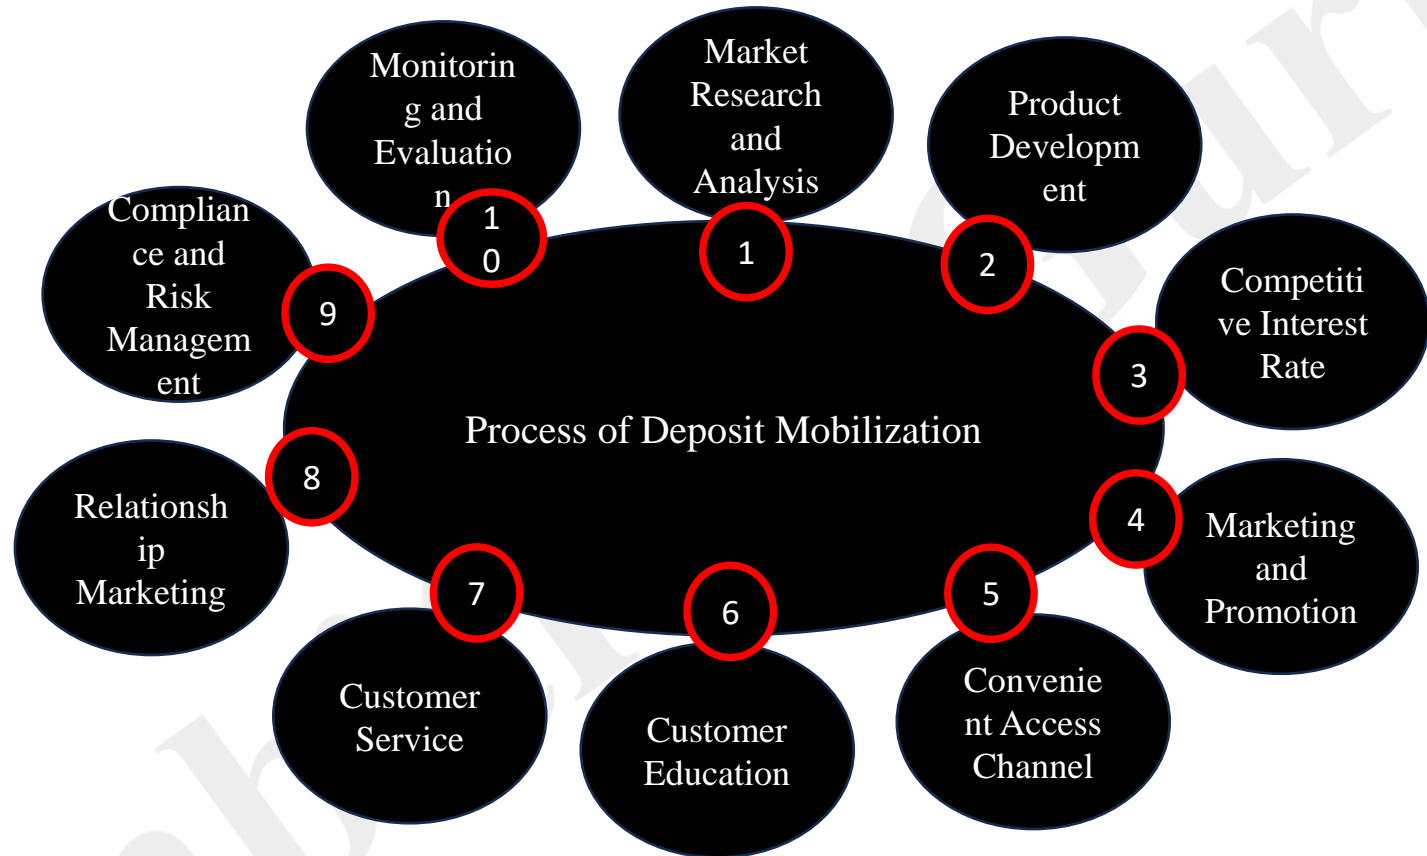 Process of Deposit Mobilization
1
Market
Research
and
Analysis
2
Product
Developm
ent
3
Competiti
ve Interest
Rate
4
Marketing
and
Promotion
5
Convenie
nt Access
Channel
6
Customer
Education
7
Customer
Service
8
Relationsh
ip
Marketing
9
Complian
ce and
Risk
Managem
ent
1
0
Monitorin
g and
Evaluatio
n